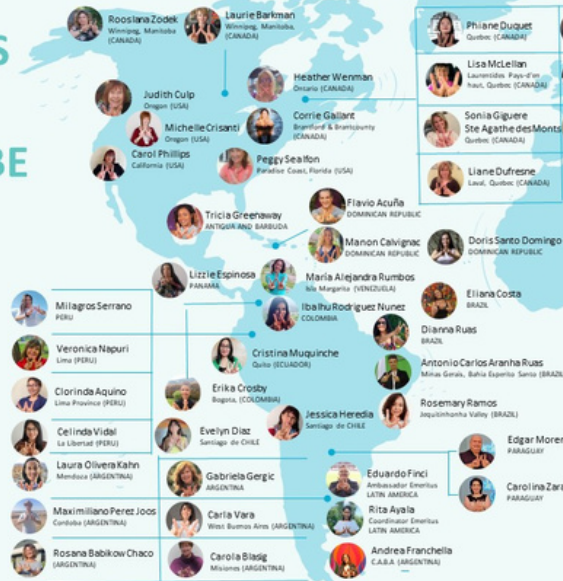 S
BE
Rooslana Zodek
Winnipeg, Manitoba,
(CANADA)
Laurie Barkman
Winnipeg, Manitoba,
(CANADA)
Phiane Duquet
Quebec (CANADA)
Lisa McLellan
Laurentides Pays-d'en
haut, Quebec (CANADA)
Sonia Giguere
Ste Agathe des Monts
Quebec (CANADA)
Liane Dufresne
Laval, Quebec (CANADA)
Heather Wenman
Ontario (CANADA)
Judith Culp
Oregon (USA)
Corrie Gallant
Brantford & Brantcounty
(CANADA)
Michelle Crisanti
Oregon (USA)
Carol Phillips
California (USA)
Peggy Sealfon
Paradise Coast, Florida (USA)
Flavio Acuña
DOMINICAN REPUBLIC
Tricia Greenaway
ANTIGUA AND BARBUDA
Manon Calvignac
DOMINICAN REPUBLIC
Doris Santo Domingo
DOMINICAN REPUBLIC
Lizzie Espinosa
PANAMA
María Alejandra Rumbos
Isla Margarita (VENEZUELA)
Eliana Costa
BRAZIL
Milagros Serrano
PERU
Ibalhu Rodriguez Nunez
COLOMBIA
Dianna Ruas
BRAZIL
Veronica Napuri
Lima (PERU)
Cristina Muquinche
Quito (ECUADOR)
Antonio Carlos Aranha Ruas
Minas Gerais, Bahia Esperito Santo (BRAZIL
Clorinda Aquino
Lima Province (PERU)
Erika Crosby
Bogota, (COLOMBIA)
Rosemary Ramos
Jequitinhonha Valley (BRAZIL)
Jessica Heredia
Santiago de CHILE
Celinda Vidal
La Libertad (PERU)
Evelyn Diaz
Santiago de CHILE
Edgar Moren
PARAGUAY
Laura Olivera Kahn
Mendoza (ARGENTINA)
Gabriela Gergic
ARGENTINA
Eduardo Finci
Ambassador Emeritus
LATIN AMERICA
Carolina Zara
PARAGUAY
Maximiliano Perez Joos
Cordoba (ARGENTINA)
Carla Vara
West Buenos Aires (ARGENTINA)
Rita Ayala
Coordinator Emeritus
LATIN AMERICA
Rosana Babikow Chaco
(ARGENTINA)
Carola Blasig
Misiones (ARGENTINA)
Andrea Franchella
C.A.B.A (ARGENTINA)